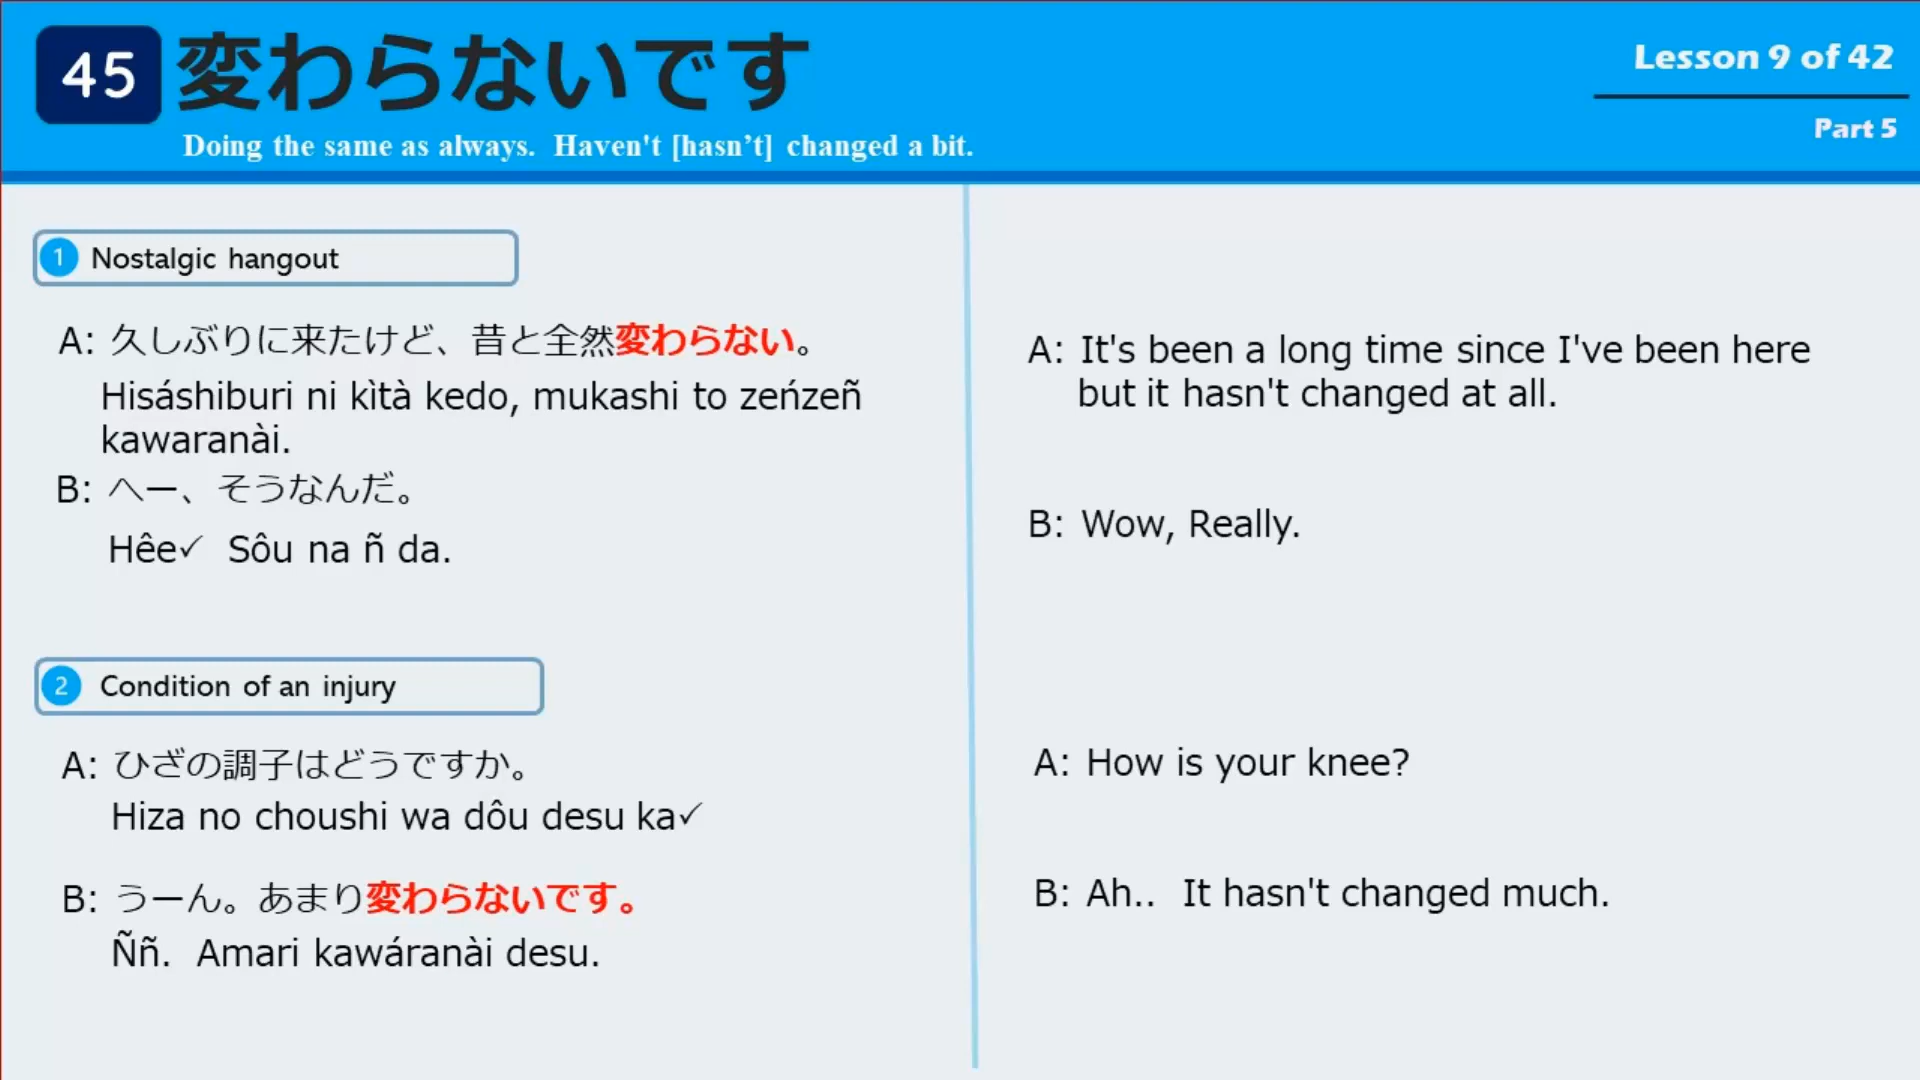 45
変わらないです
Doing the same as always.  Haven't [hasn't] changed a bit.
Lesson 9 of 42
Part 5
1 Nostalgic hangout
A: 久しぶりに来たけど、昔と全然変わらない。
Hisáshiburi ni kìtà kedo, mukashi to zeńzeñ
kawaranài.
B: へー、そうなんだ。
Hêe✓  Sôu na ñ da.
A: It's been a long time since I've been here
but it hasn't changed at all.
B: Wow, Really.
2 Condition of an injury
A: ひざの調子はどうですか。
Hiza no choushi wa dôu desu ka✓
B: うーん。あまり変わらないです。
Ññ.  Amari kawáranài desu.
A: How is your knee?
B: Ah..  It hasn't changed much.